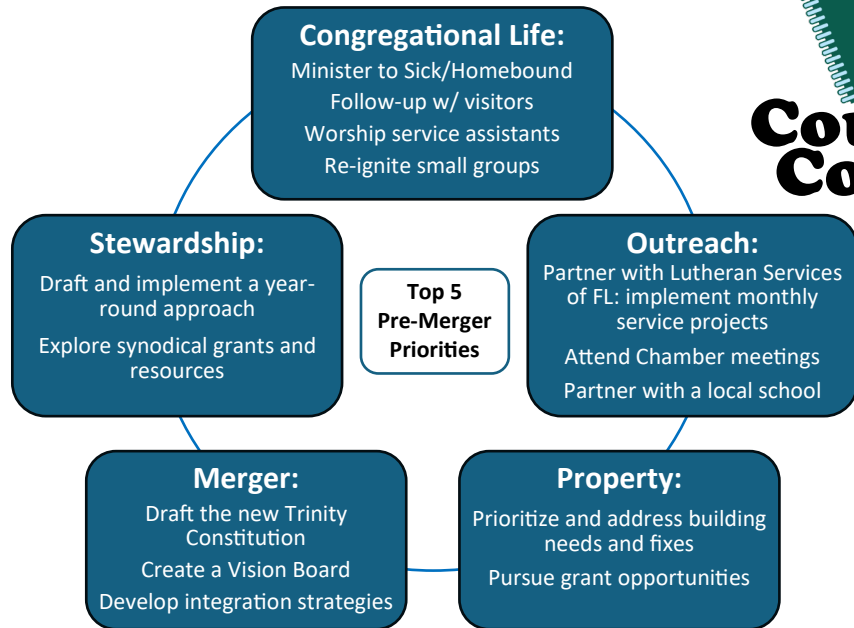 Congregational Life:
Minister to Sick/Homebound
Follow-up w/ visitors
Worship service assistants
Re-ignite small groups
Stewardship:
Draft and implement a year-
round approach
Explore synodical grants and
resources
Top 5
Pre-Merger
Priorities
Outreach:
Partner with Lutheran Services
of FL: implement monthly
service projects
Attend Chamber meetings
Partner with a local school
Merger:
Draft the new Trinity
Constitution
Create a Vision Board
Develop integration strategies
Property:
Prioritize and address building
needs and fixes
Pursue grant opportunities